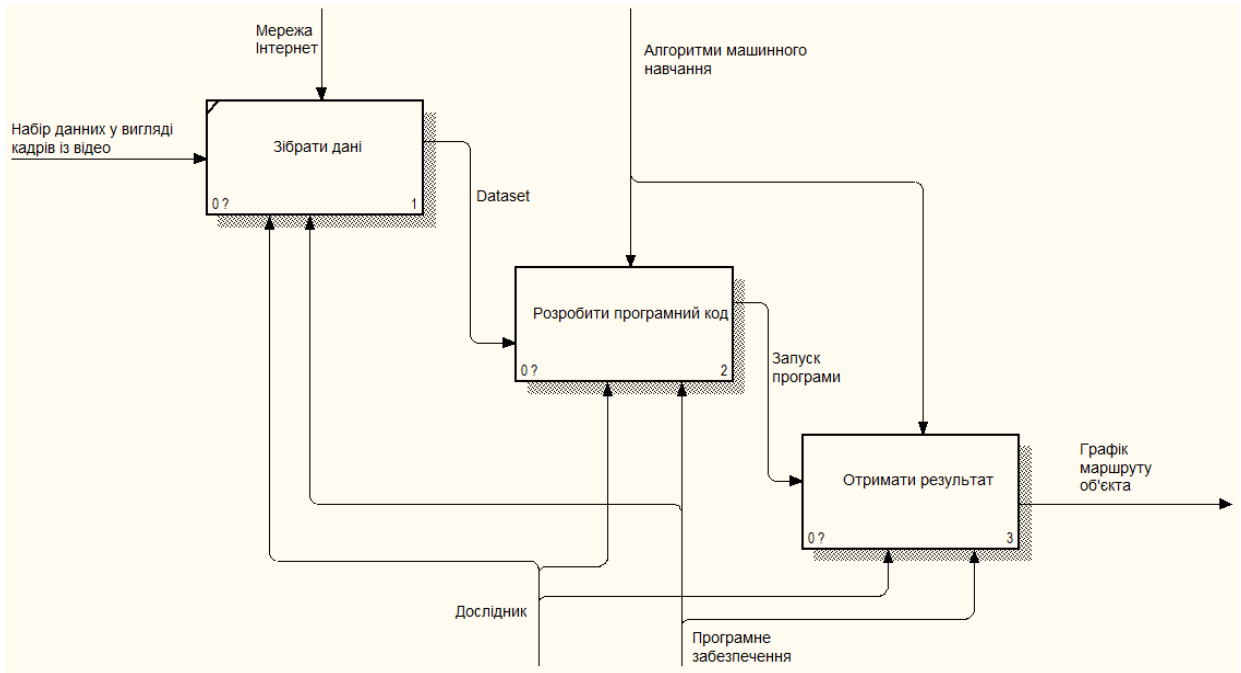 Мережа
Інтернет
Алгоритми машинного
навчання
Набір данних у вигляді
кадрів із відео
Зібрати дані
0 ?
1
Dataset
Розробити програмний код
0 ?
2
Запуск
програми
Графік
маршруту
об'єкта
Отримати результат
0 ?
3
Дослідник
Програмне
забезпечення